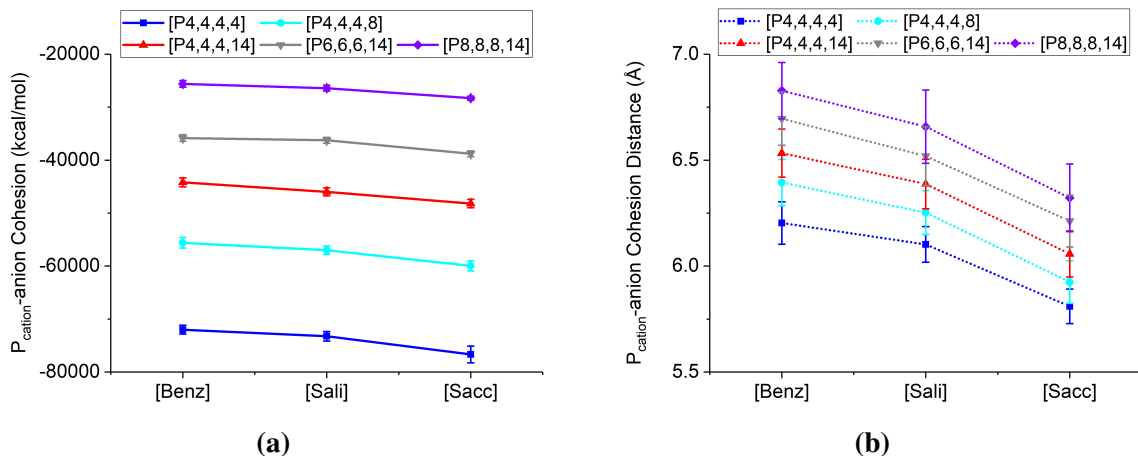 [P4,4,4,4] [P4,4,4,8]
[P4,4,4,14] [P6,6,6,14] [P8,8,8,14]
-20000
-40000
-60000
-80000
Pcation-anion Cohesion (kcal/mol)
[Benz] [Sali] [Sacc]
(a)
[P4,4,4,4] [P4,4,4,8]
[P4,4,4,14] [P6,6,6,14] [P8,8,8,14]
7.0
6.5
6.0
5.5
Pcation-anion Cohesion Distance (Å)
[Benz] [Sali] [Sacc]
(b)